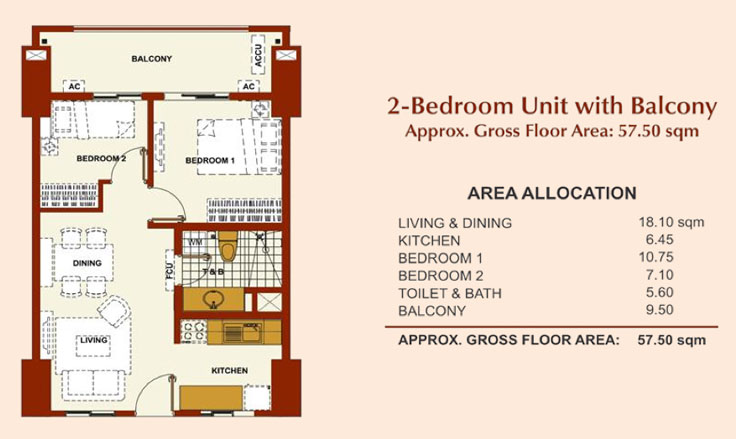 BALCONY
ACCU
AC
AC
BEDROOM 2
BEDROOM 1
WM
DINING
FCU
T & B
LIVING
KITCHEN
2-Bedroom Unit with Balcony
Approx. Gross Floor Area: 57.50 sqm
AREA ALLOCATION
LIVING & DINING 18.10 sqm
KITCHEN 6.45
BEDROOM 1 10.75
BEDROOM 2 7.10
TOILET & BATH 5.60
BALCONY 9.50
APPROX. GROSS FLOOR AREA: 57.50 sqm